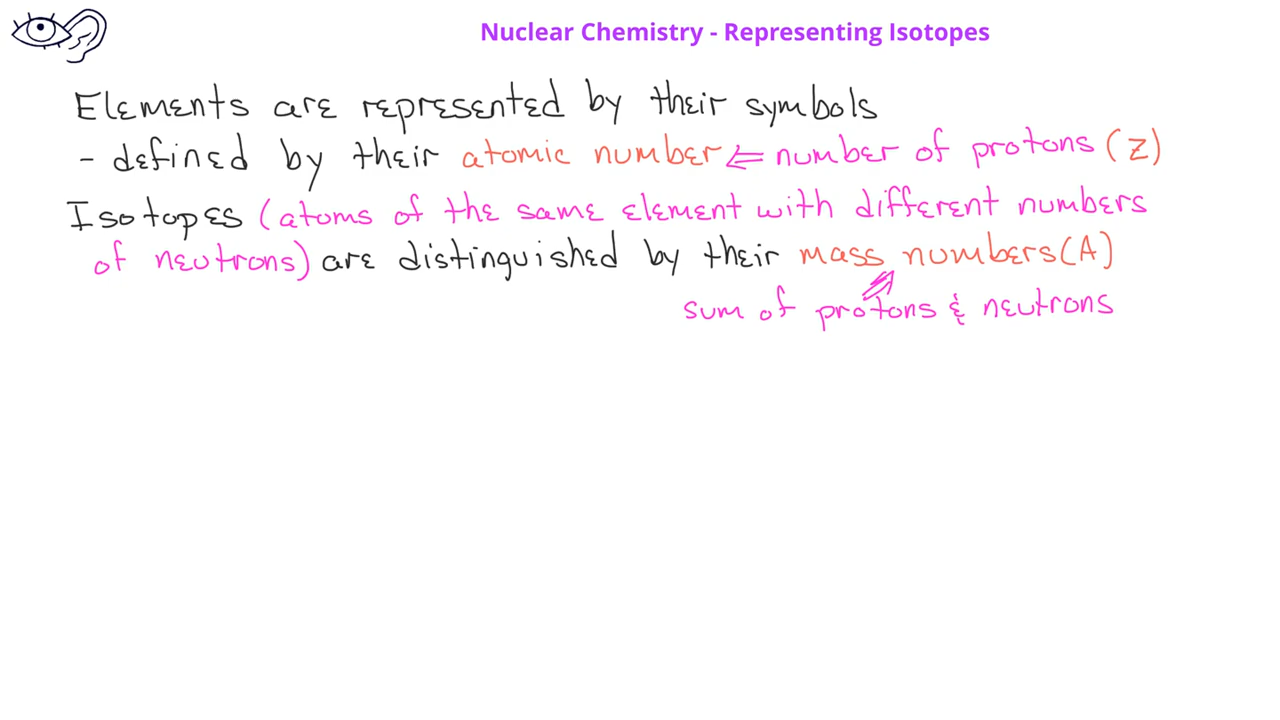 Nuclear Chemistry - Representing Isotopes
Elements are represented by their symbols
- defined by their atomic number ⇐ number of protons (Z)
Isotopes (atoms of the same element with different numbers
of neutrons) are distinguished by their mass numbers (A)
sum of protons & neutrons